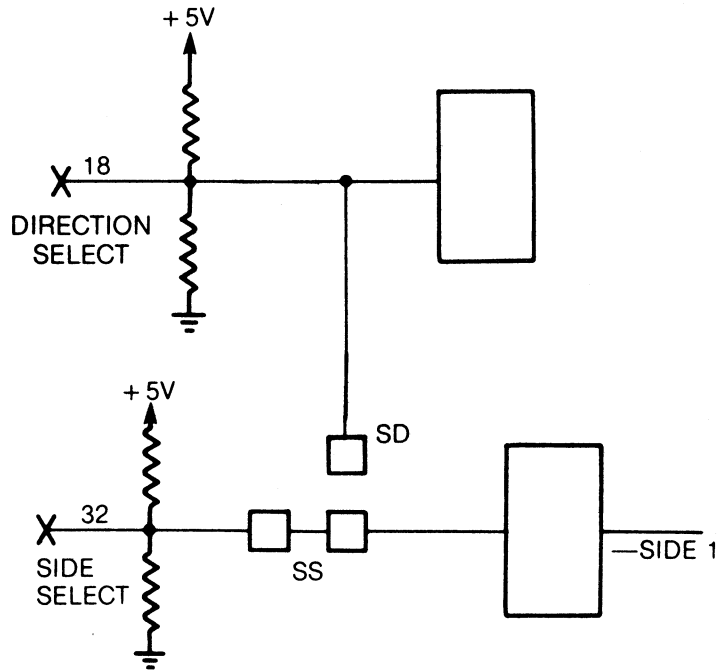 +5V
18
DIRECTION
SELECT
+5V
SD
32
SIDE
SELECT
SS
—SIDE 1